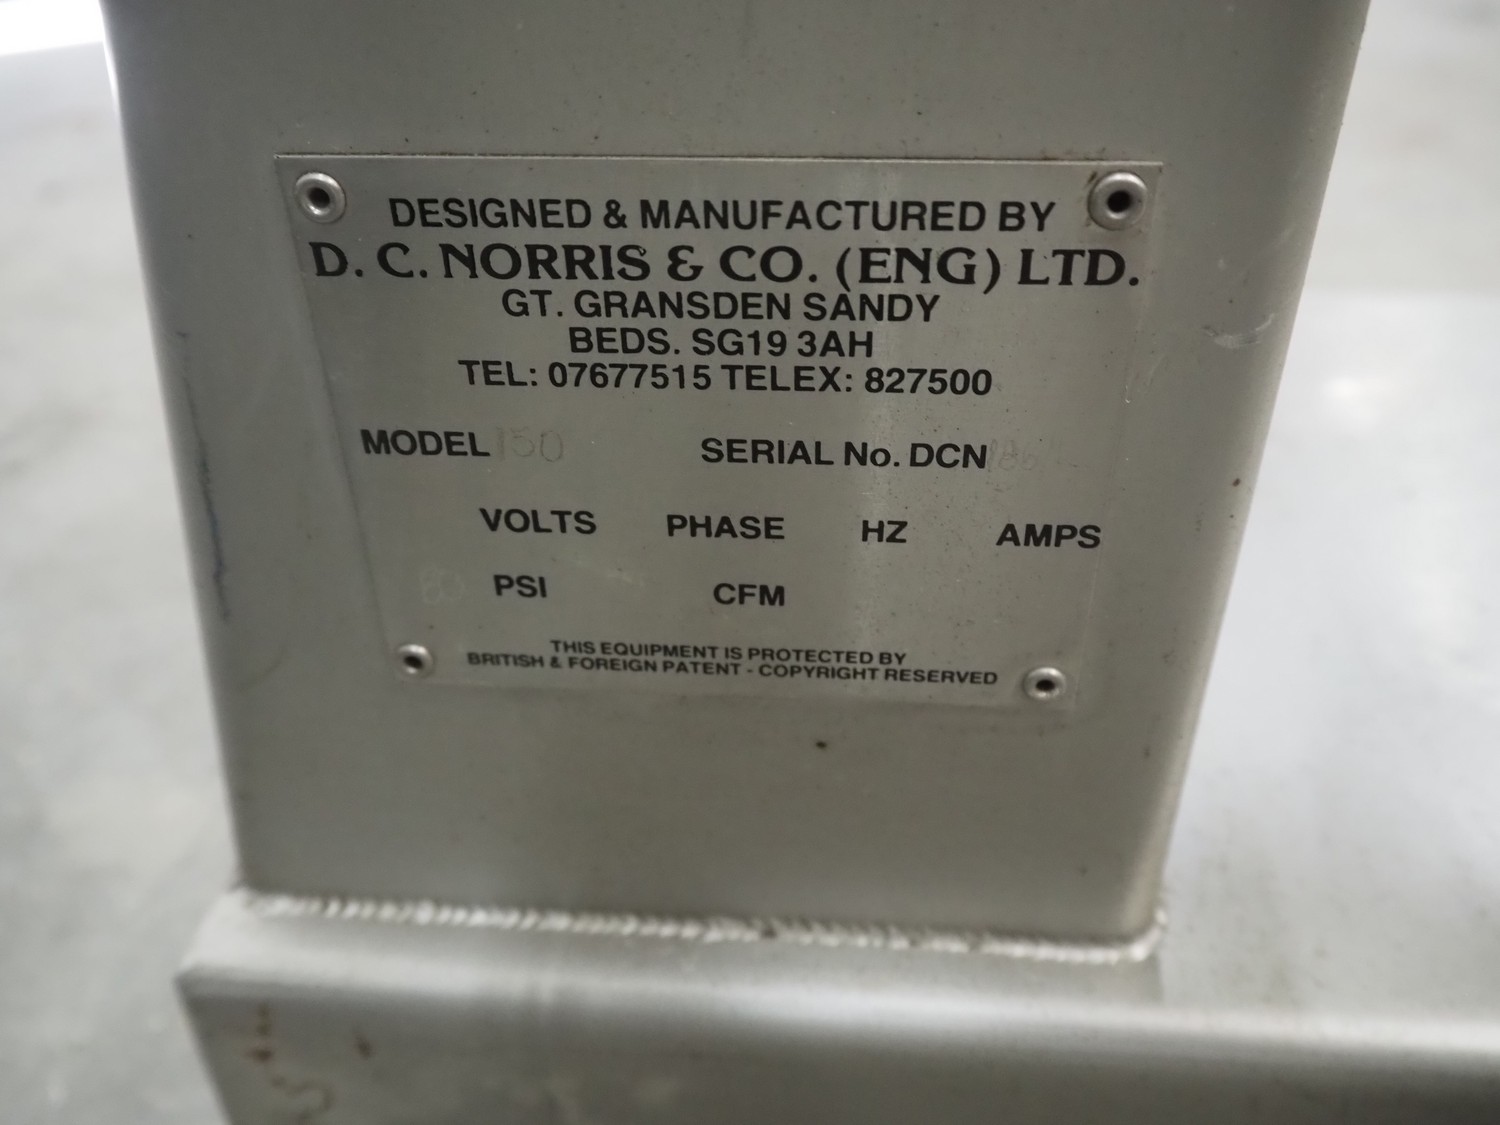 DESIGNED & MANUFACTURED BY
D. C. NORRIS & CO. (ENG) LTD.
GT. GRANSDEN SANDY
BEDS. SG19 3AH
TEL: 07677515 TELEX: 827500
MODEL 150 SERIAL No. DCN
VOLTS PHASE HZ AMPS
80 PSI CFM
THIS EQUIPMENT IS PROTECTED BY
BRITISH & FOREIGN PATENT - COPYRIGHT RESERVED